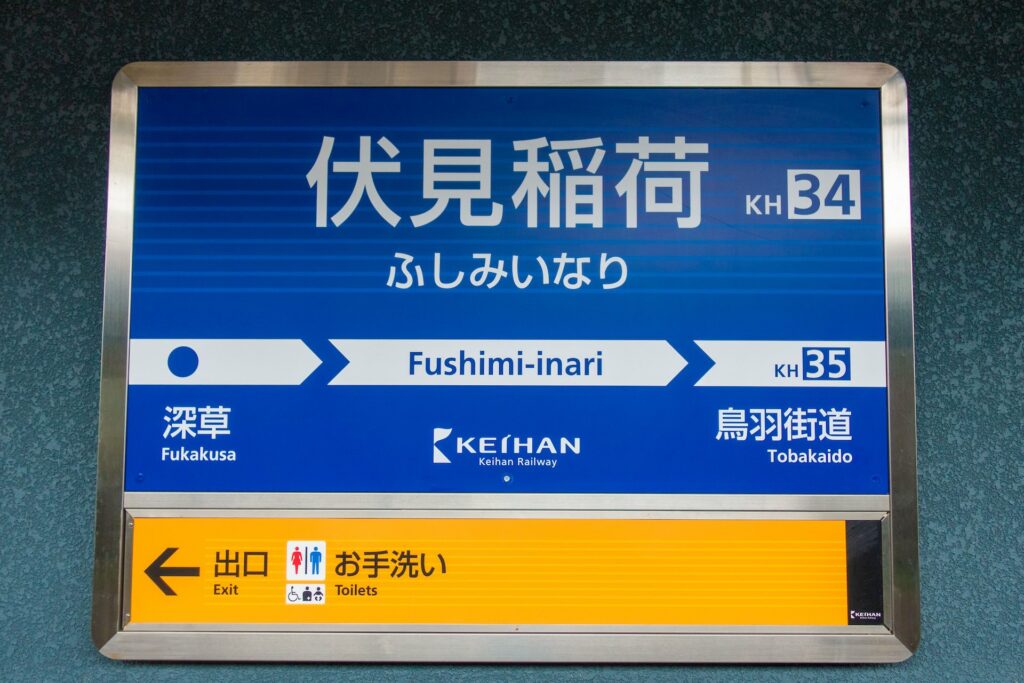 伏見稲荷 KH 34
ふしみいなり
Fushimi-inari KH 35
深草 鳥羽街道
Fukakusa Tobakaido
KEIHAN
Keihan Railway
出口 お手洗い
Exit Toilets
KEIHAN